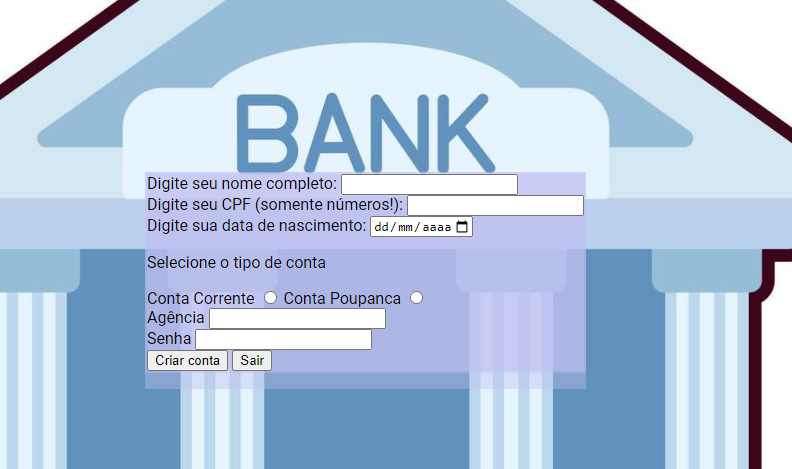 BANK
Digite seu nome completo:
Digite seu CPF (somente números!):
Digite sua data de nascimento: dd/mm/aaaa
Selecione o tipo de conta
Conta Corrente Conta Poupanca
Agência
Senha
Criar conta Sair